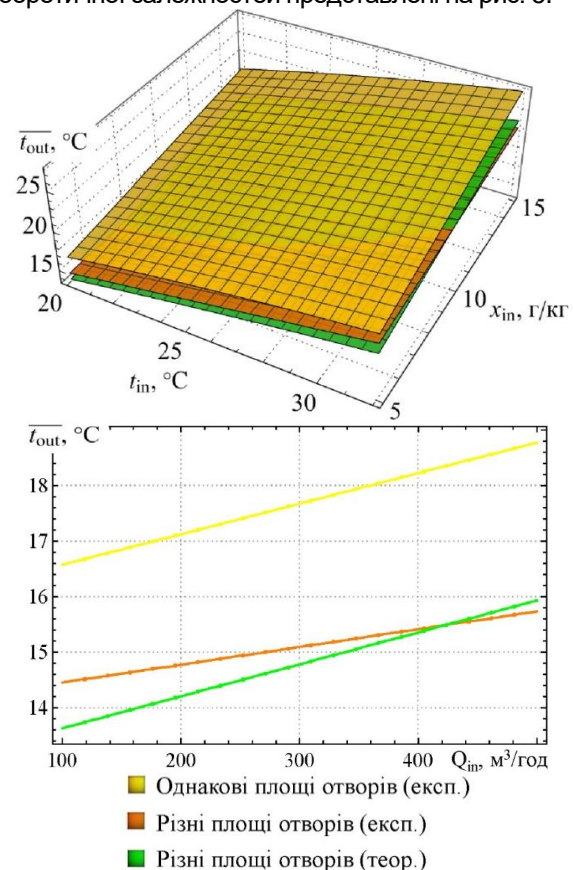 оретичної залежностей представлені на рис. 5.
t_out, °C
25
20
15
20
25
30
t_in, °C
5
10
15
x_in, г/кг
t_out, °C
18
17
16
15
14
100 200 300 400 Q_in, м³/год
Однакові площі отворів (експ.)
Різні площі отворів (експ.)
Різні площі отворів (теор.)